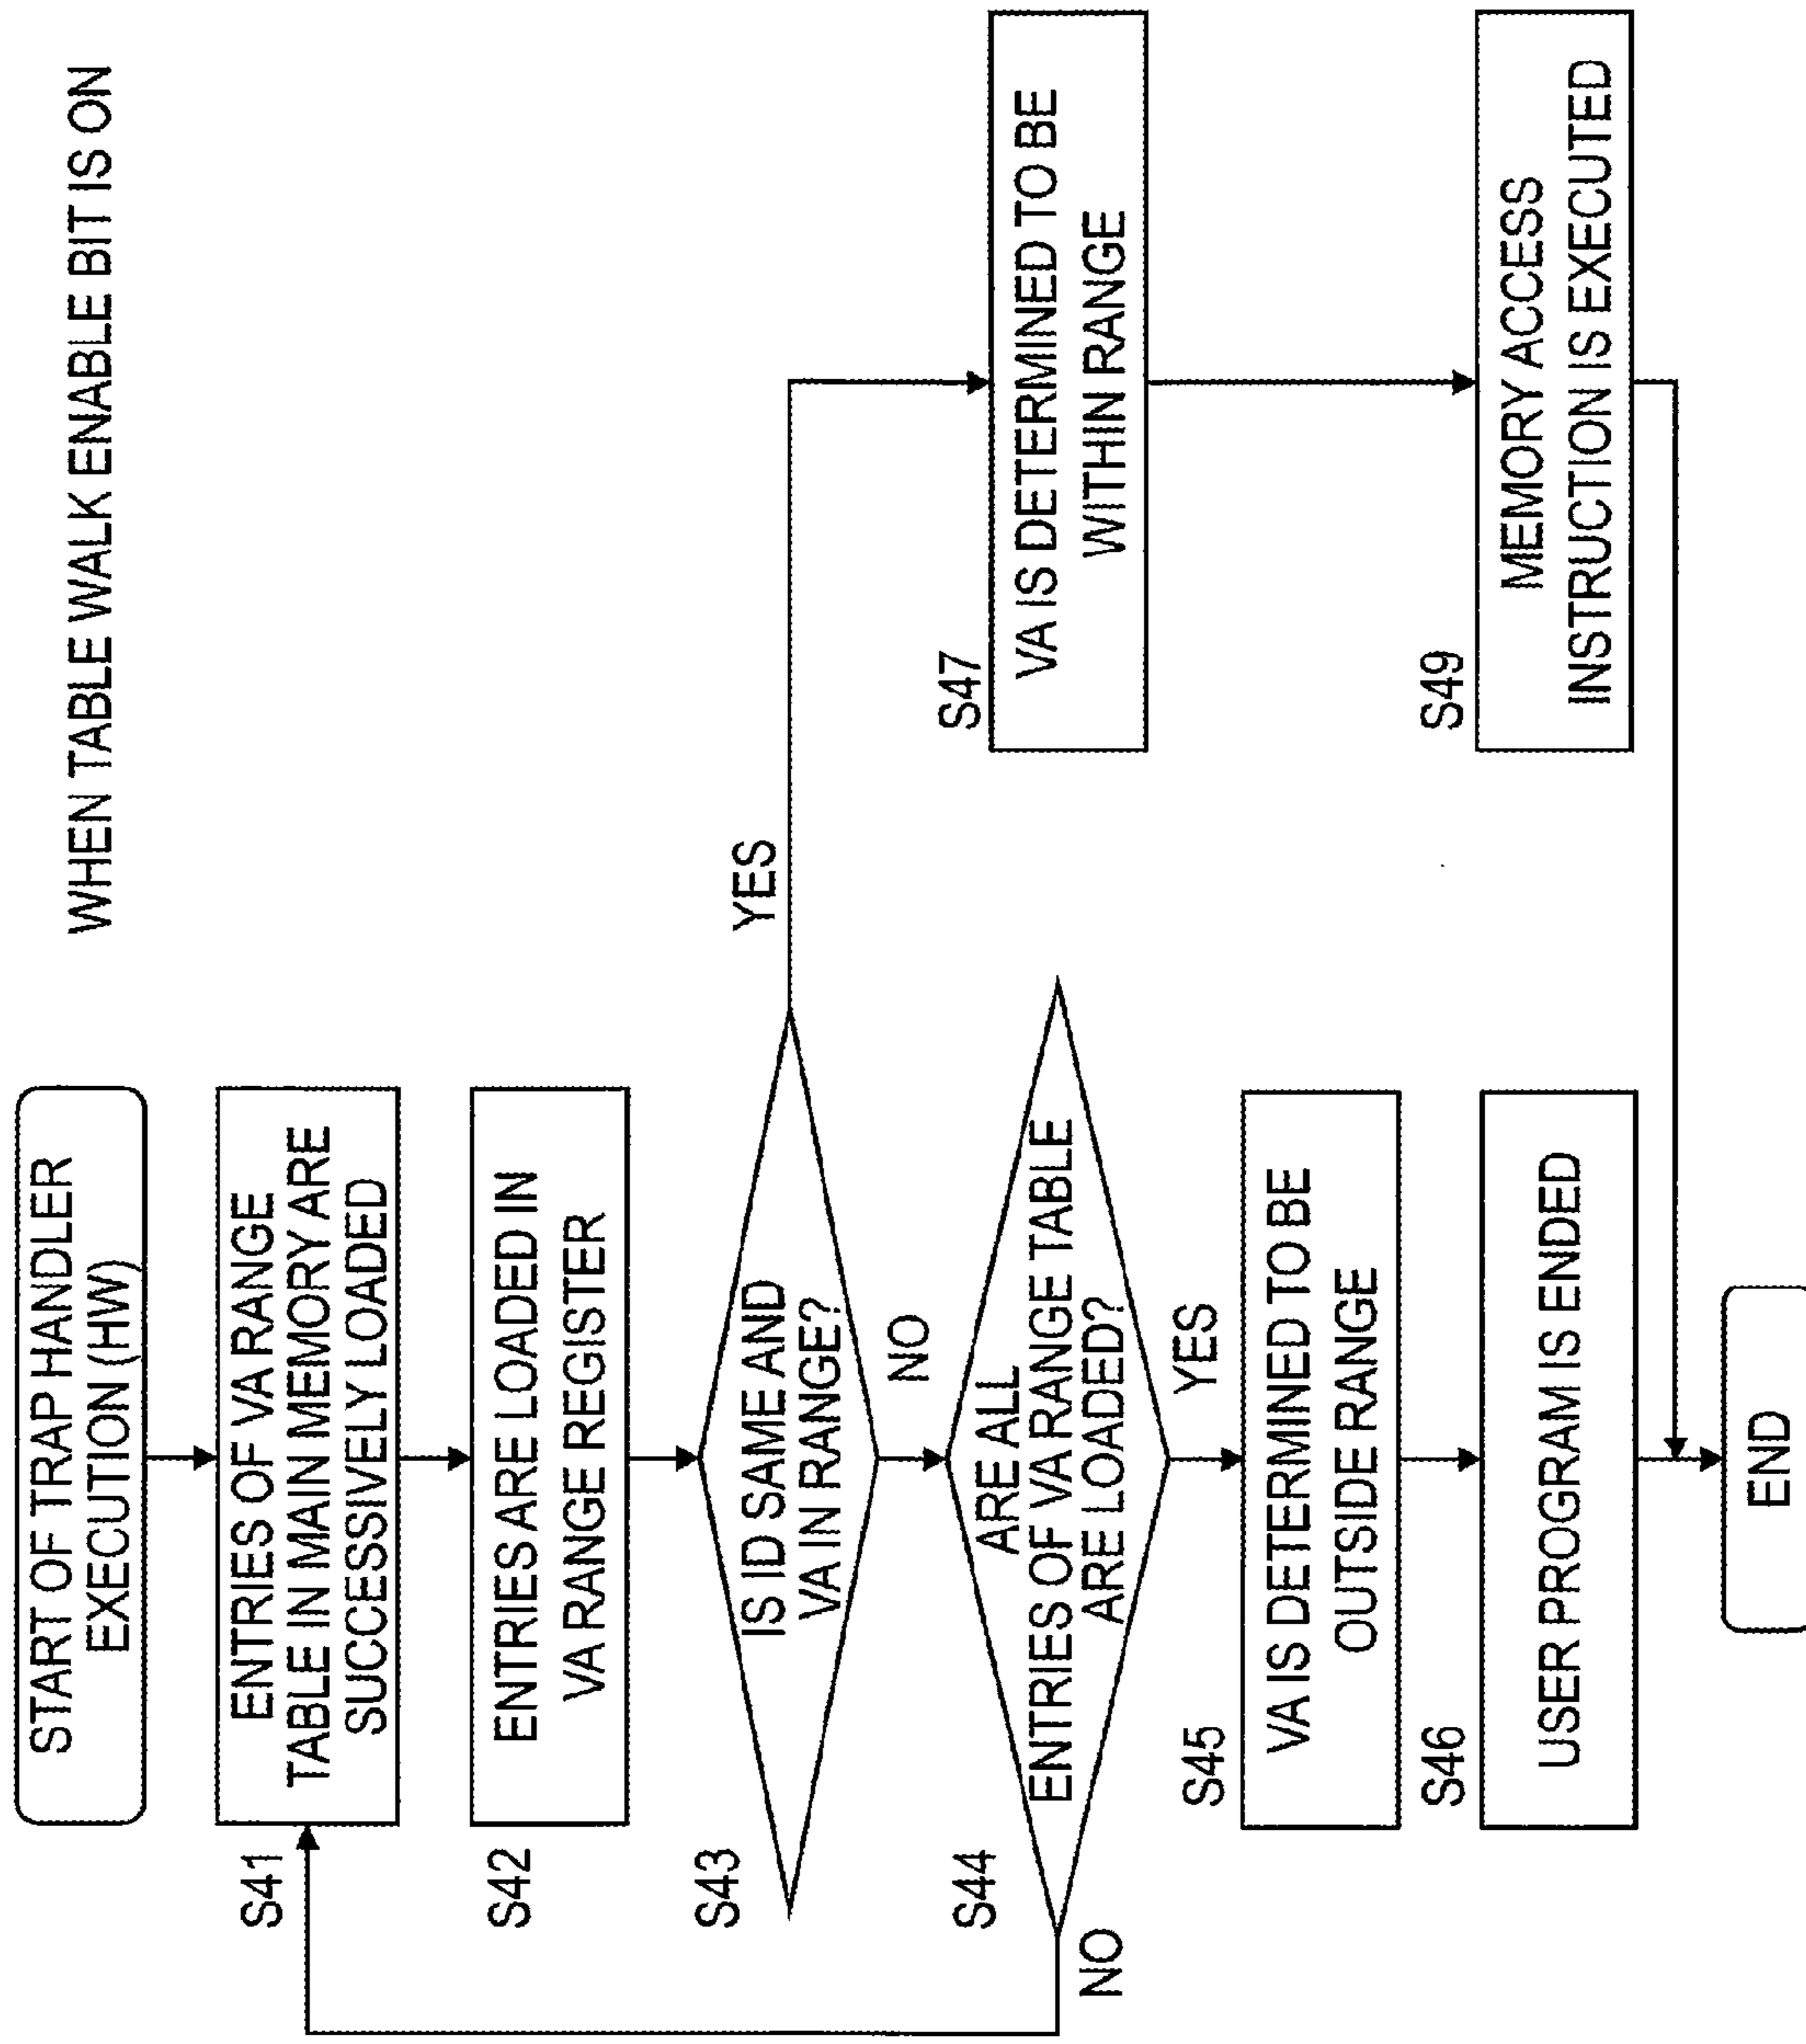 WHEN TABLE WALK ENABLE BIT IS ON
START OF TRAP HANDLER
EXECUTION (HW)
S41
ENTRIES OF VA RANGE
TABLE IN MAIN MEMORY ARE
SUCCESSIVELY LOADED
S42
ENTRIES ARE LOADED IN
VA RANGE REGISTER
S43
IS ID SAME AND
VA IN RANGE?
YES
NO
S44
ARE ALL
ENTRIES OF VA RANGE TABLE
ARE LOADED?
NO
YES
S45
VA IS DETERMINED TO BE
OUTSIDE RANGE
S46
USER PROGRAM IS ENDED
S47
VA IS DETERMINED TO BE
WITHIN RANGE
S49
MEMORY ACCESS
INSTRUCTION IS EXECUTED
END